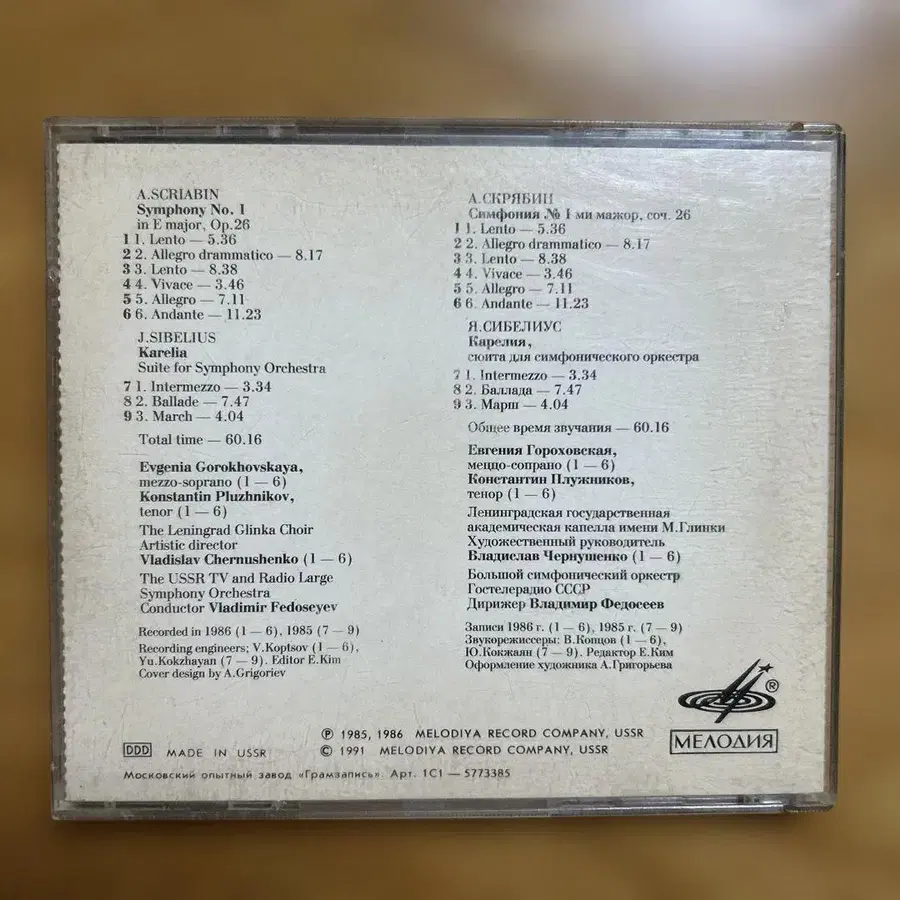 A.SCRIABIN
Symphony No. 1
in E major, Op.26
1 1. Lento — 5.36
2 2. Allegro drammatico — 8.17
3 3. Lento — 8.38
4 4. Vivace — 3.46
5 5. Allegro — 7.11
6 6. Andante — 11.23
J.SIBELIUS
Karelia
Suite for Symphony Orchestra
7 1. Intermezzo — 3.34
8 2. Ballade — 7.47
9 3. March — 4.04
Total time — 60.16
Evgenia Gorokhovskaya,
mezzo-soprano (1 — 6)
Konstantin Pluzhnikov,
tenor (1 — 6)
The Leningrad Glinka Choir
Artistic director
Vladislav Chernushenko (1 — 6)
The USSR TV and Radio Large
Symphony Orchestra
Conductor Vladimir Fedoseyev
Recorded in 1986 (1 — 6), 1985 (7 — 9)
Recording engineers; V.Koptsov (1 — 6),
Yu.Kokzhayan (7 — 9). Editor E.Kim
Cover design by A.Grigoriev
А.СКРЯБИН
Симфония № 1 ми мажор, соч. 26
1 1. Lento — 5.36
2 2. Allegro drammatico — 8.17
3 3. Lento — 8.38
4 4. Vivace — 3.46
5 5. Allegro — 7.11
6 6. Andante — 11.23
Я.СИБЕЛИУС
Карелия,
сюита для симфонического оркестра
7 1. Intermezzo — 3.34
8 2. Баллада — 7.47
9 3. Марш — 4.04
Общее время звучания — 60.16
Евгения Гороховская,
меццо-сопрано (1 — 6)
Константин Плужников,
тенор (1 — 6)
Ленинградская государственная
академическая капелла имени М.Глинки
Художественный руководитель
Владислав Чернушенко (1 — 6)
Большой симфонический оркестр
Гостелерадио СССР
Дирижер Владимир Федосеев
Записи 1986 г. (1 — 6), 1985 г. (7 — 9)
Звукорежиссеры: В.Копцов (1 — 6),
Ю.Кокжаян (7 — 9). Редактор Е.Ким
Оформление художника А.Григорьева
®
МЕЛОДИЯ
DDD MADE IN USSR
℗ 1985, 1986 MELODIYA RECORD COMPANY, USSR
© 1991 MELODIYA RECORD COMPANY, USSR
Московский опытный завод «Грамзапись». Арт. 1С1 — 5773385